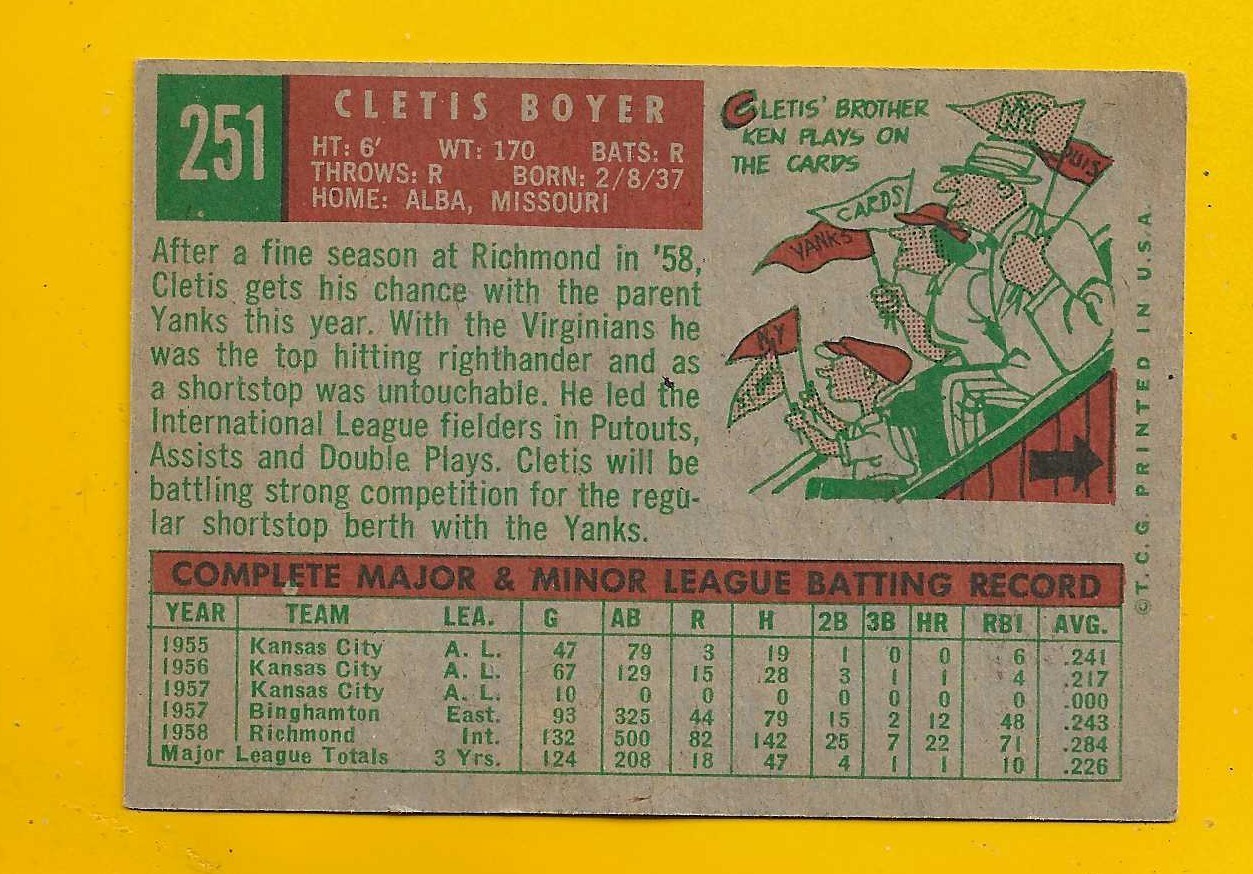 251
CLETIS BOYER
HT: 6' WT: 170 BATS: R
THROWS: R BORN: 2/8/37
HOME: ALBA, MISSOURI
After a fine season at Richmond in '58,
Cletis gets his chance with the parent
Yanks this year. With the Virginians he
was the top hitting righthander and as
a shortstop was untouchable. He led the
International League fielders in Putouts,
Assists and Double Plays. Cletis will be
battling strong competition for the regu-
lar shortstop berth with the Yanks.
CLETIS' BROTHER
KEN PLAYS ON
THE CARDS
NY
OUIS
CARDS
YANKS
NY
©T. C. G. PRINTED IN U.S.A.
COMPLETE MAJOR & MINOR LEAGUE BATTING RECORD
YEAR TEAM LEA. G AB R H 2B 3B HR RBI AVG.
1955 Kansas City A. L. 47 79 3 19 1 0 0 6 .241
1956 Kansas City A. L. 67 129 15 28 3 1 1 4 .217
1957 Kansas City A. L. 10 0 0 0 0 0 0 0 .000
1957 Binghamton East. 93 325 44 79 15 2 12 48 .243
1958 Richmond Int. 132 500 82 142 25 7 22 71 .284
Major League Totals 3 Yrs. 124 208 18 47 4 1 1 10 .226